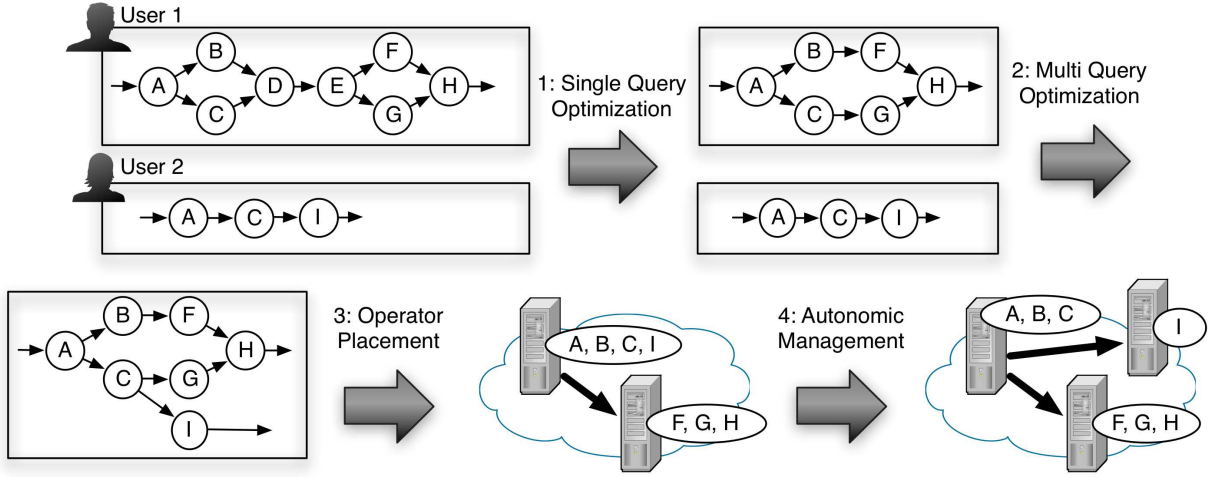 User 1
A
B
C
D
E
F
G
H
1: Single Query
Optimization
A
B
F
C
G
H
2: Multi Query
Optimization
User 2
A
C
I
A
C
I
A
B
F
C
G
H
I
3: Operator
Placement
A, B, C, I
F, G, H
4: Autonomic
Management
A, B, C
I
F, G, H